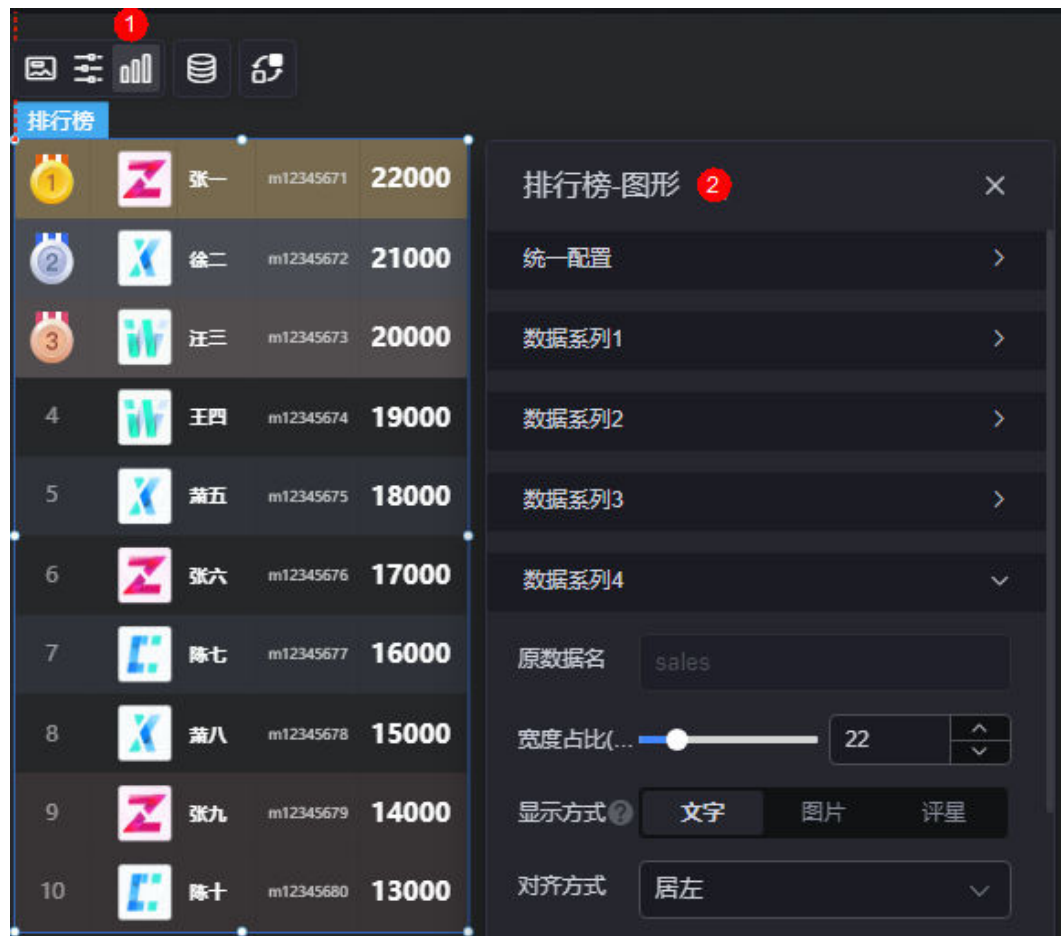 1
排行榜
1 张一 m12345671 22000
2 徐二 m12345672 21000
3 汪三 m12345673 20000
4 王四 m12345674 19000
5 萧五 m12345675 18000
6 张六 m12345676 17000
7 陈七 m12345677 16000
8 萧八 m12345678 15000
9 张九 m12345679 14000
10 陈十 m12345680 13000
排行榜-图形 2
统一配置
数据系列1
数据系列2
数据系列3
数据系列4
原数据名 sales
宽度占比(... 22
显示方式 ? 文字 图片 评星
对齐方式 居左